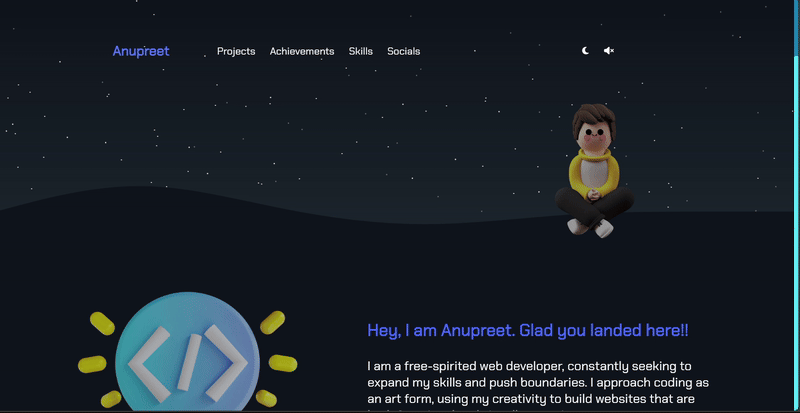 Anupreet Projects Achievements Skills Socials
Hey, I am Anupreet. Glad you landed here!!
I am a free-spirited web developer, constantly seeking to
expand my skills and push boundaries. I approach coding as
an art form, using my creativity to build websites that are